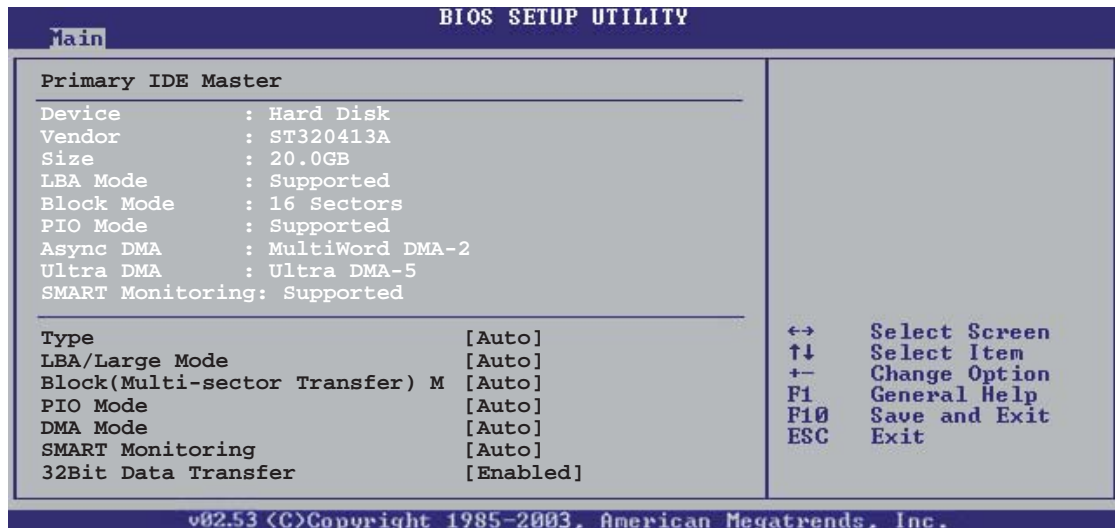 BIOS SETUP UTILITY
Main
Primary IDE Master
Device : Hard Disk
Vendor : ST320413A
Size : 20.0GB
LBA Mode : Supported
Block Mode : 16 Sectors
PIO Mode : Supported
Async DMA : MultiWord DMA-2
Ultra DMA : Ultra DMA-5
SMART Monitoring: Supported
Type [Auto]
LBA/Large Mode [Auto]
Block(Multi-sector Transfer) M [Auto]
PIO Mode [Auto]
DMA Mode [Auto]
SMART Monitoring [Auto]
32Bit Data Transfer [Enabled]
←→ Select Screen
↑↓ Select Item
+- Change Option
F1 General Help
F10 Save and Exit
ESC Exit
v02.53 (C)Copyright 1985-2003, American Megatrends, Inc.